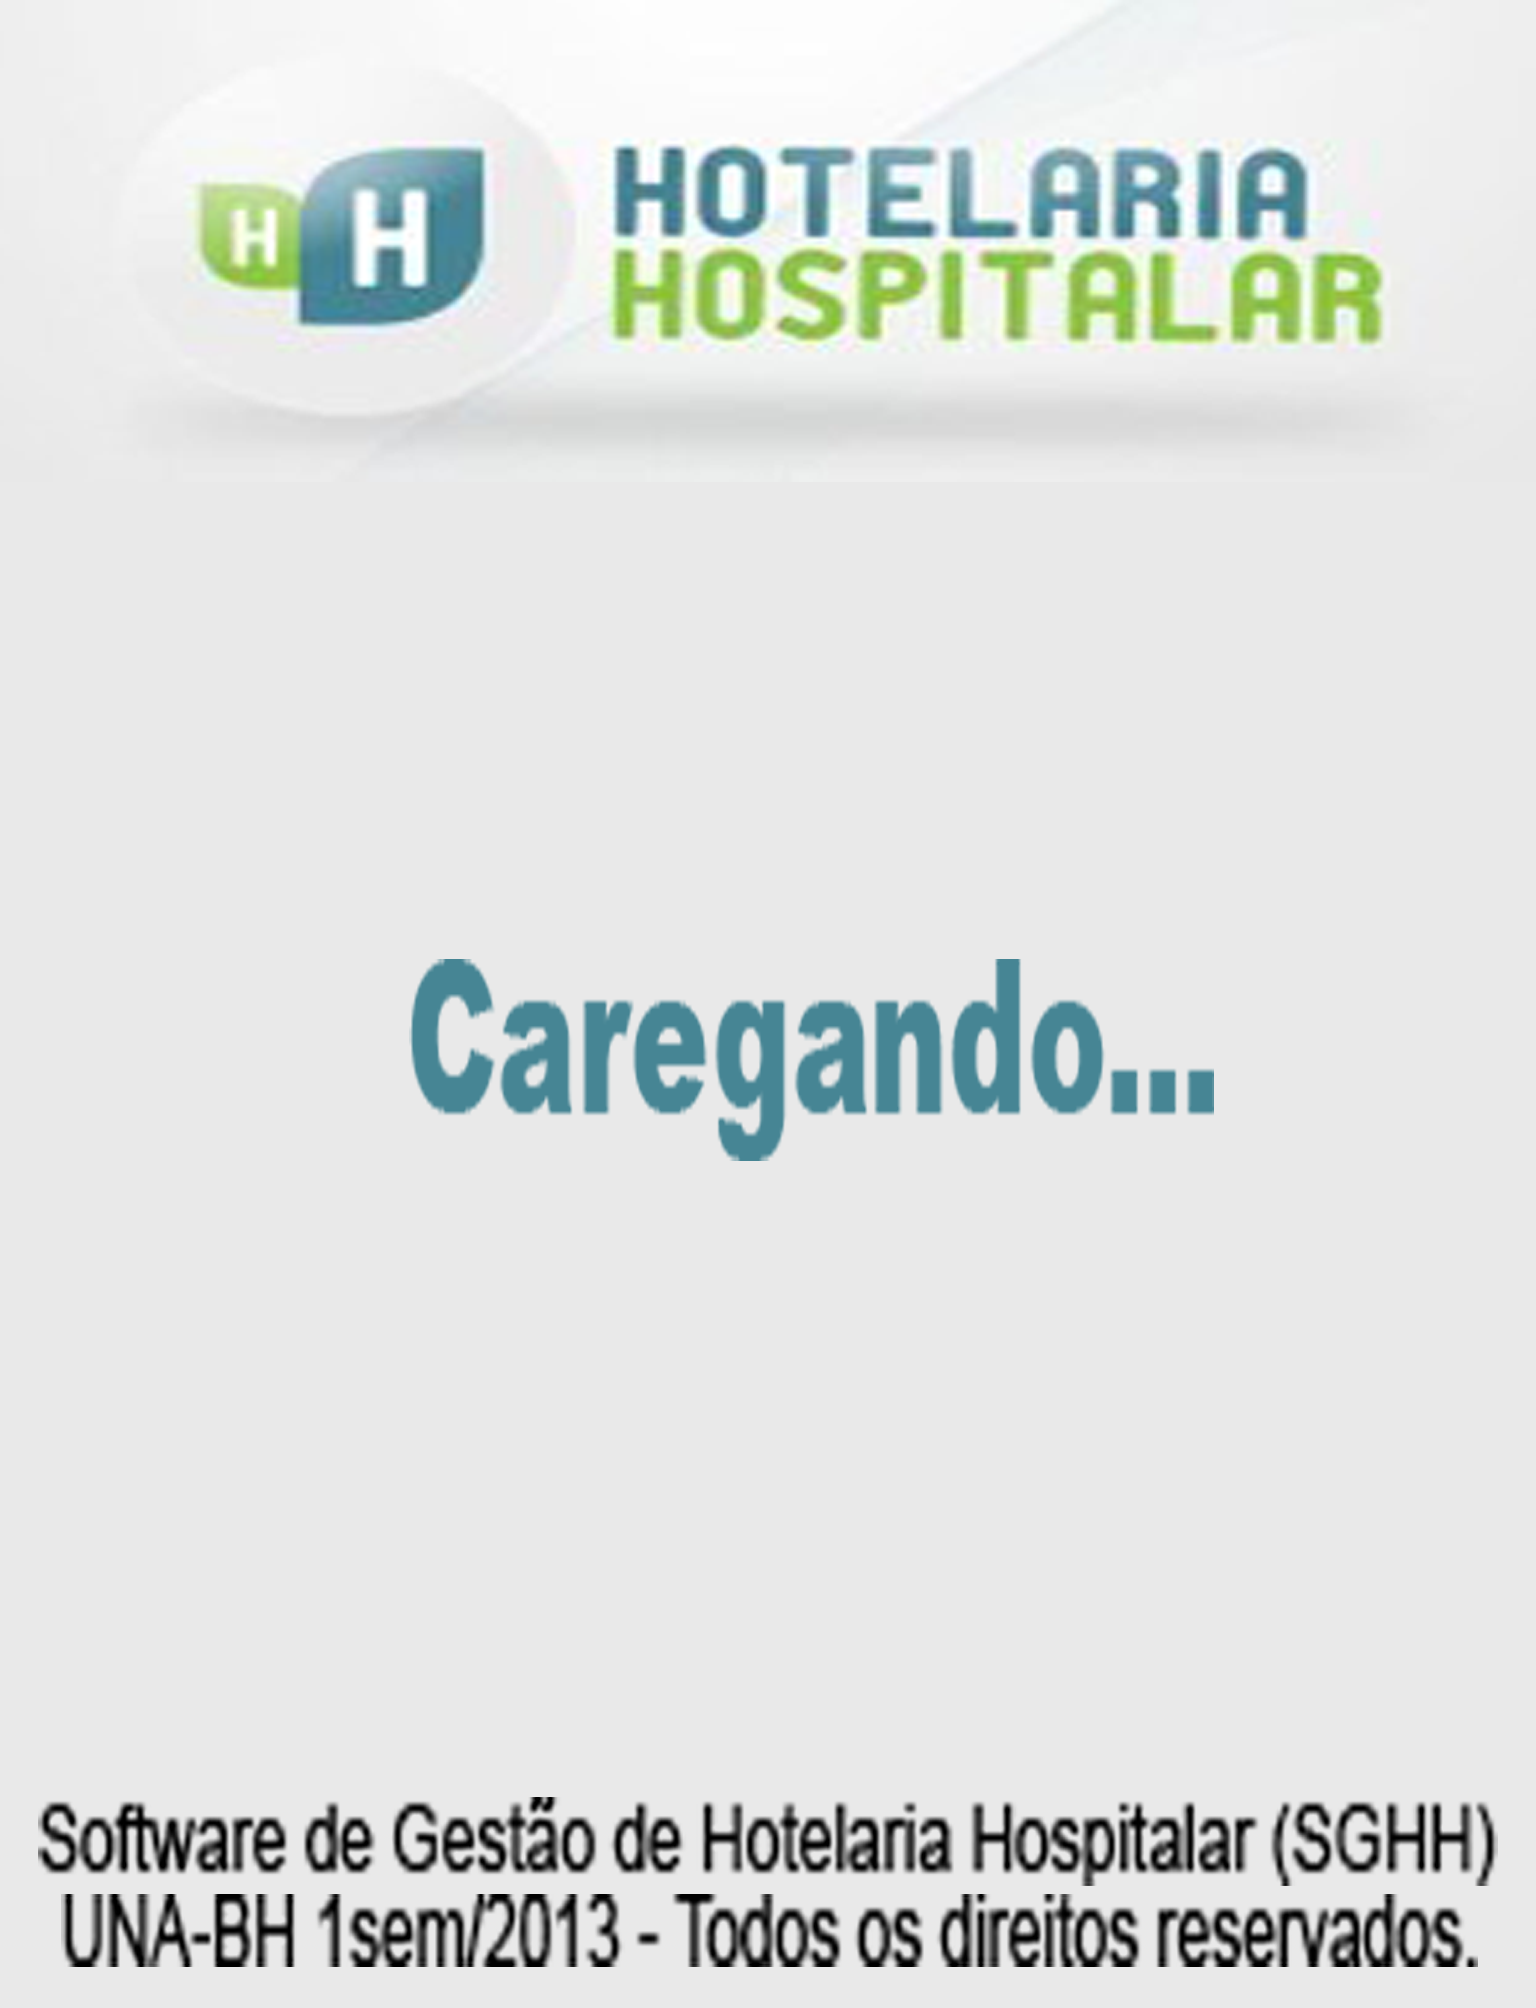 H H
HOTELARIA
HOSPITALAR
Caregando...
Software de Gestão de Hotelaria Hospitalar (SGHH)
UNA-BH 1sem/2013 - Todos os direitos reservados.